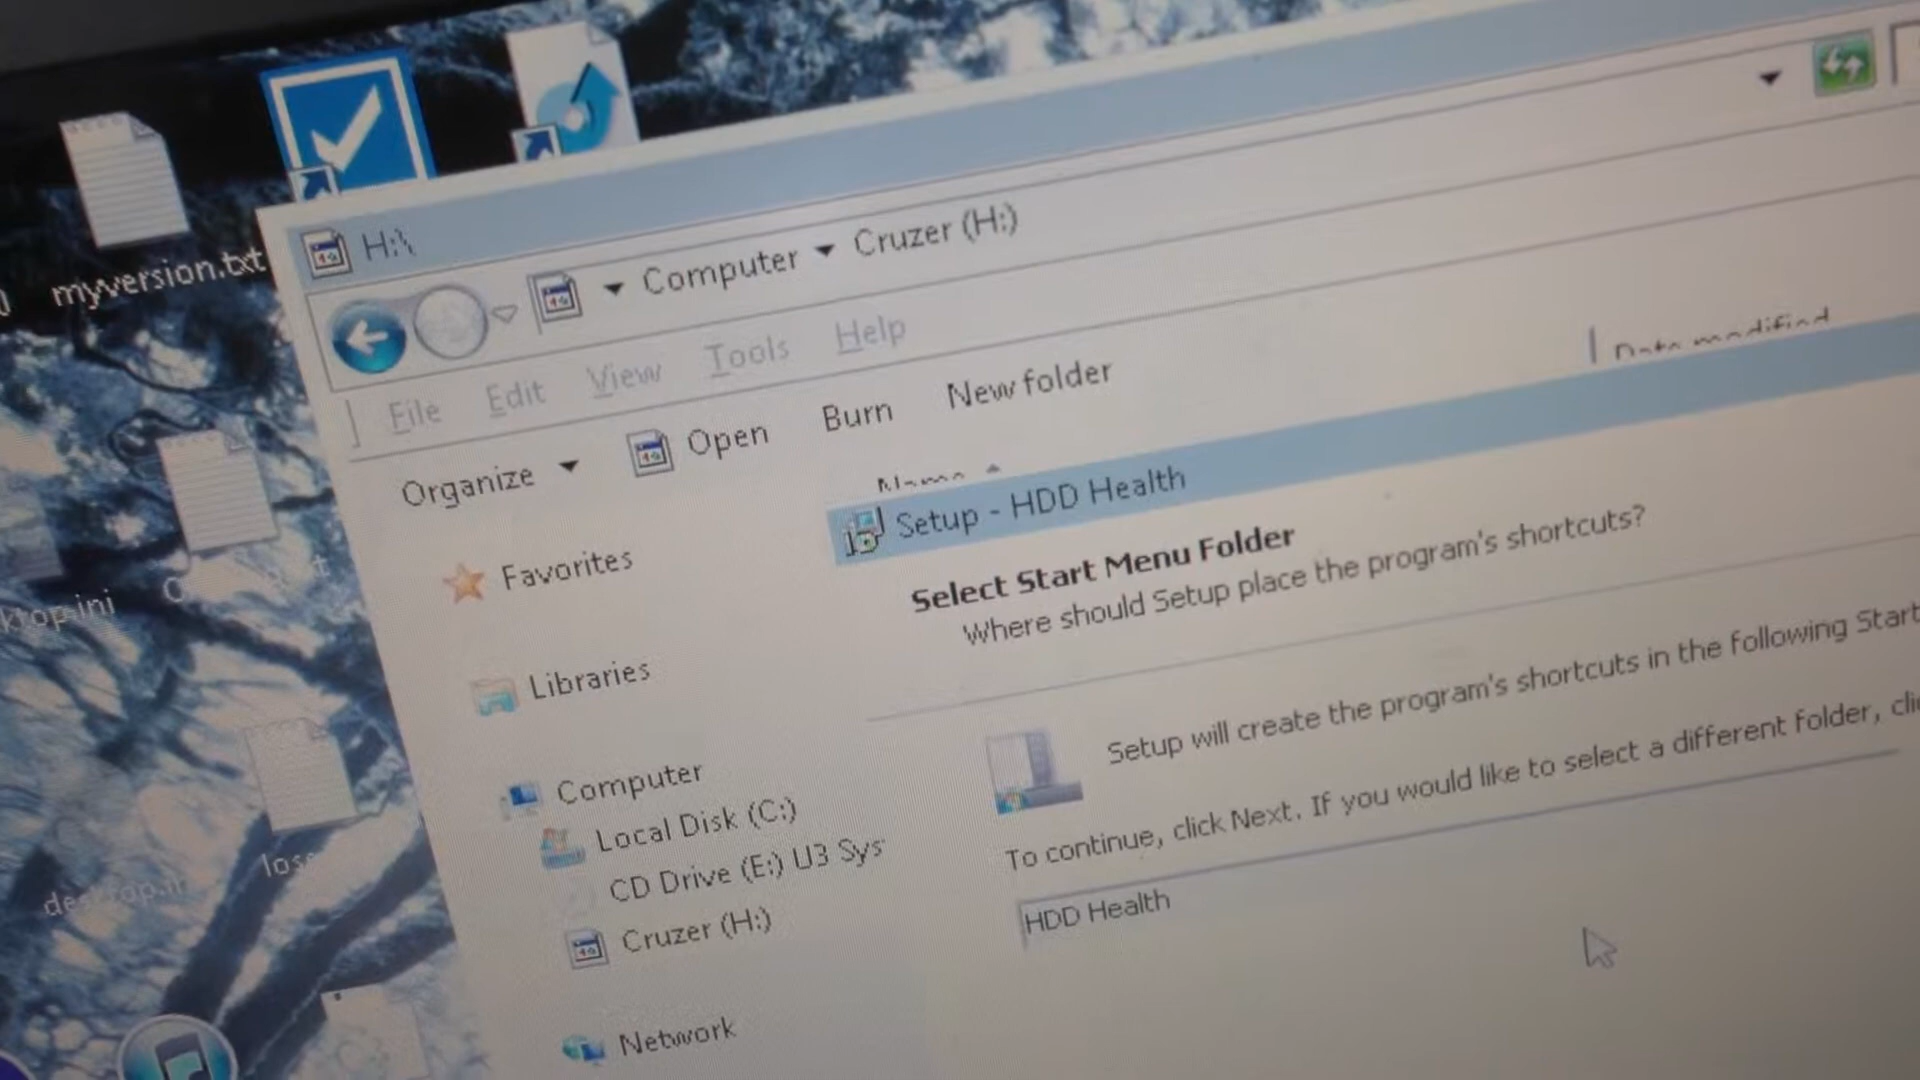 myversion.txt
H:\
Computer
Cruzer (H:)
File
Edit
View
Tools
Help
Organize
Open
Burn
New folder
Date modified
Name
Favorites
Libraries
Computer
Local Disk (C:)
CD Drive (E:) U3 Sys
Cruzer (H:)
Network
Setup - HDD Health
Select Start Menu Folder
Where should Setup place the program's shortcuts?
Setup will create the program's shortcuts in the following Start
To continue, click Next. If you would like to select a different folder, clic
HDD Health
ktop.ini